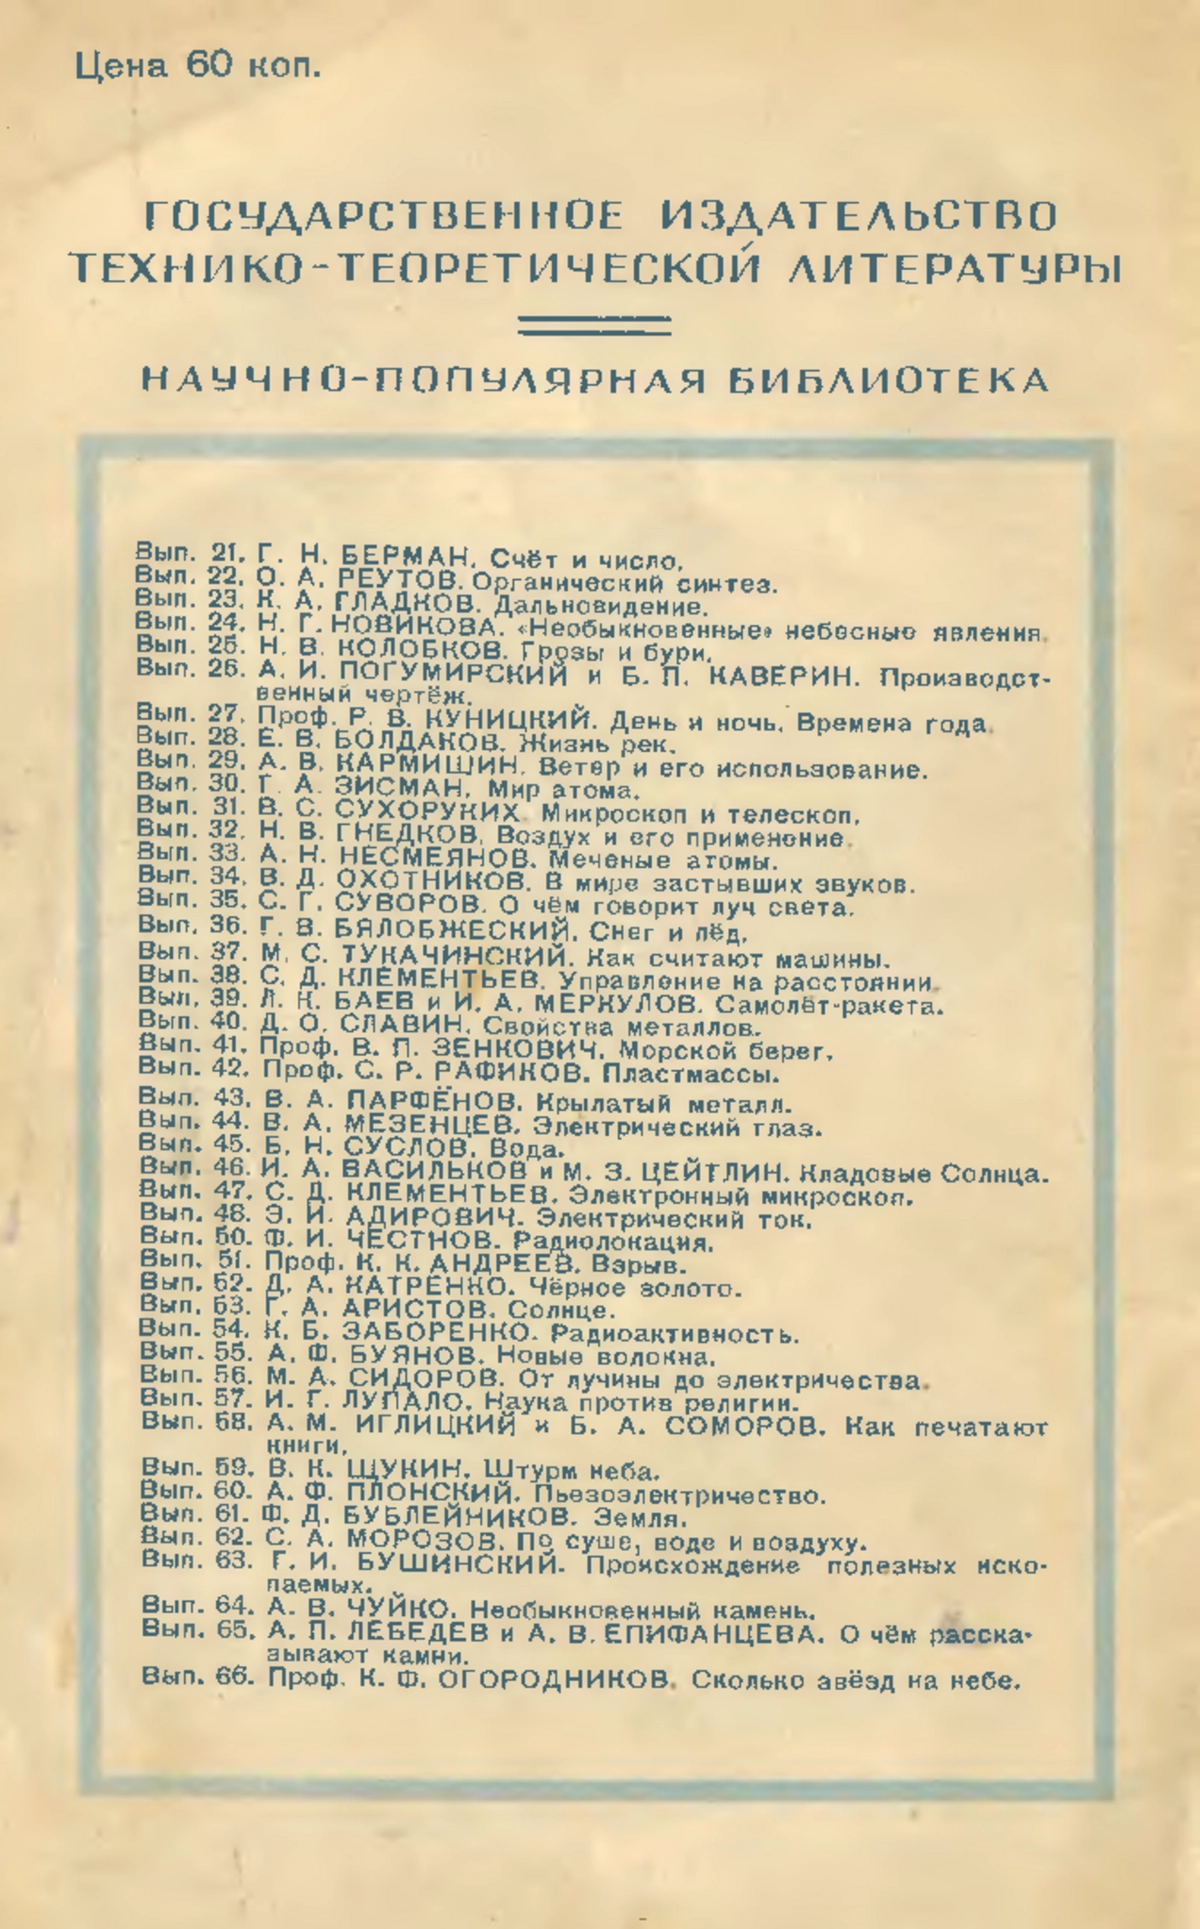 Цена 60 коп.
ГОСУДАРСТВЕННОЕ ИЗДАТЕЛЬСТВО
ТЕХНИКО-ТЕОРЕТИЧЕСКОЙ ЛИТЕРАТУРЫ
НАУЧНО-ПОПУЛЯРНАЯ БИБЛИОТЕКА
Вып. 21. Г. Н. БЕРМАН. Счёт и число.
Вып. 22. О. А. РЕУТОВ. Органический синтез.
Вып. 23. К. А. ГЛАДКОВ. Дальновидение.
Вып. 24. Н. Г. НОВИКОВА. «Необыкновенные» небесные явления.
Вып. 25. Н. В. КОЛОБКОВ. Грозы и бури.
Вып. 26. А. И. ПОГУМИРСКИЙ и Б. П. КАВЕРИН. Производст-
венный чертёж.
Вып. 27. Проф. Р. В. КУНИЦКИЙ. День и ночь. Времена года.
Вып. 28. Е. В. БОЛДАКОВ. Жизнь рек.
Вып. 29. А. В. КАРМИШИН. Ветер и его использование.
Вып. 30. Г. А. ЗИСМАН. Мир атома.
Вып. 31. В. С. СУХОРУКИХ. Микроскоп и телескоп.
Вып. 32. Н. В. ГНЕДКОВ. Воздух и его применение.
Вып. 33. А. Н. НЕСМЕЯНОВ. Меченые атомы.
Вып. 34. В. Д. ОХОТНИКОВ. В мире застывших звуков.
Вып. 35. С. Г. СУВОРОВ. О чём говорит луч света.
Вып. 36. Г. В. БЯЛОБЖЕСКИЙ. Снег и лёд.
Вып. 37. М. С. ТУКАЧИНСКИЙ. Как считают машины.
Вып. 38. С. Д. КЛЕМЕНТЬЕВ. Управление на расстоянии.
Вып. 39. Л. К. БАЕВ и И. А. МЕРКУЛОВ. Самолёт-ракета.
Вып. 40. Д. О. СЛАВИН. Свойства металлов.
Вып. 41. Проф. В. П. ЗЕНКОВИЧ. Морской берег.
Вып. 42. Проф. С. Р. РАФИКОВ. Пластмассы.
Вып. 43. В. А. ПАРФЁНОВ. Крылатый металл.
Вып. 44. В. А. МЕЗЕНЦЕВ. Электрический глаз.
Вып. 45. Б. Н. СУСЛОВ. Вода.
Вып. 46. И. А. ВАСИЛЬКОВ и М. З. ЦЕЙТЛИН. Кладовые Солнца.
Вып. 47. С. Д. КЛЕМЕНТЬЕВ. Электронный микроскоп.
Вып. 48. Э. И. АДИРОВИЧ. Электрический ток.
Вып. 50. Ф. И. ЧЕСТНОВ. Радиолокация.
Вып. 51. Проф. К. К. АНДРЕЕВ. Взрыв.
Вып. 52. Д. А. КАТРЕНКО. Чёрное золото.
Вып. 53. Г. А. АРИСТОВ. Солнце.
Вып. 54. К. Б. ЗАБОРЕНКО. Радиоактивность.
Вып. 55. А. Ф. БУЯНОВ. Новые волокна.
Вып. 56. М. А. СИДОРОВ. От лучины до электричества.
Вып. 57. И. Г. ЛУПАЛО. Наука против религии.
Вып. 58. А. М. ИГЛИЦКИЙ и Б. А. СОМОРОВ. Как печатают
книги.
Вып. 59. В. К. ЩУКИН. Штурм неба.
Вып. 60. А. Ф. ПЛОНСКИЙ. Пьезоэлектричество.
Вып. 61. Ф. Д. БУБЛЕЙНИКОВ. Земля.
Вып. 62. С. А. МОРОЗОВ. По суше, воде и воздуху.
Вып. 63. Г. И. БУШИНСКИЙ. Происхождение полезных иско-
паемых.
Вып. 64. А. В. ЧУЙКО. Необыкновенный камень.
Вып. 65. А. П. ЛЕБЕДЕВ и А. В. ЕПИФАНЦЕВА. О чём расска-
зывают камни.
Вып. 66. Проф. К. Ф. ОГОРОДНИКОВ. Сколько звёзд на небе.